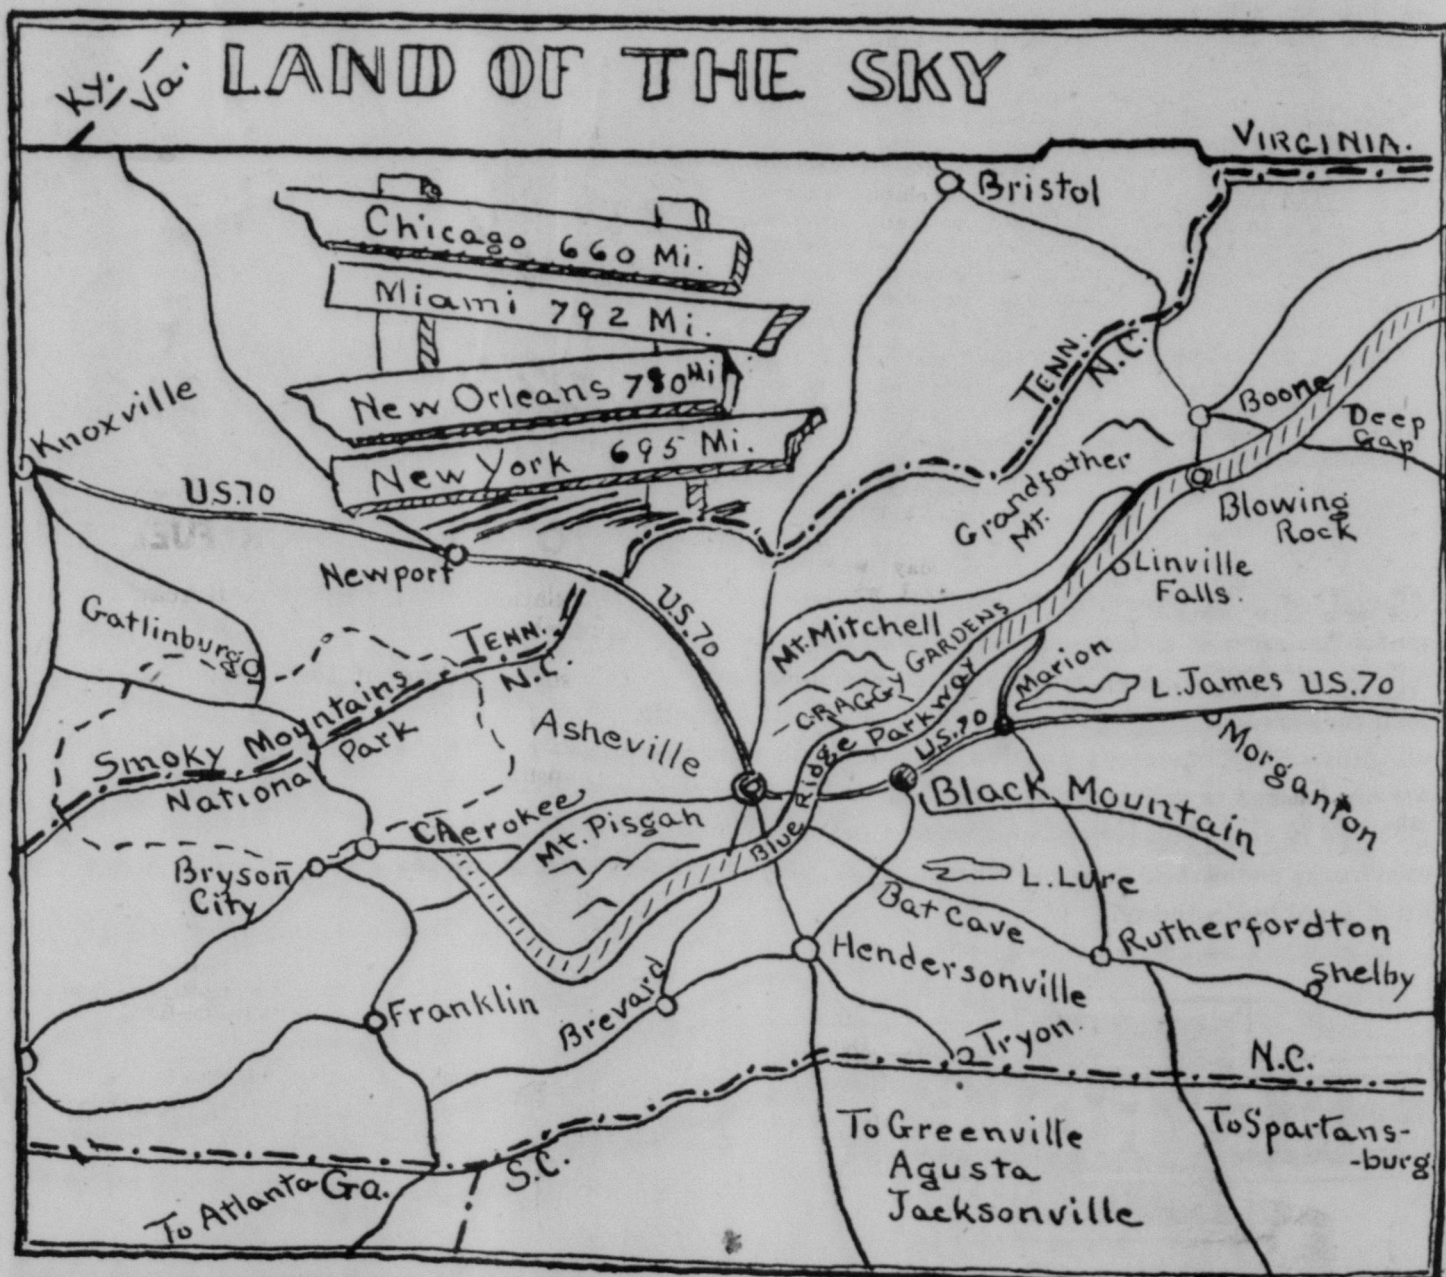 LAND OF THE SKY
Ky.
Va.
VIRGINIA.
Bristol
Chicago 660 Mi.
Miami 792 Mi.
New Orleans 780 Mi
New York 695 Mi.
TENN.
N.C.
Knoxville
U.S.70
Newport
Boone
Deep
Gap
Grandfather
Mt.
Blowing
Rock
Linville
Falls.
Gatlinburg
TENN.
N.C.
U.S.70
Mt. Mitchell
CRAGGY GARDENS
Marion
L. James U.S.70
Smoky Mountains
Nationa Park
Asheville
Blue Ridge Parkway
U.S.70
Morganton
Black Mountain
Cherokee
Mt. Pisgah
Bryson
City
L. Lure
Bat Cave
Rutherfordton
Shelby
Hendersonville
Franklin
Brevard
Tryon.
N.C.
To Greenville
Agusta
Jacksonville
To Spartans-
-burg
S.C.
To Atlanta Ga.